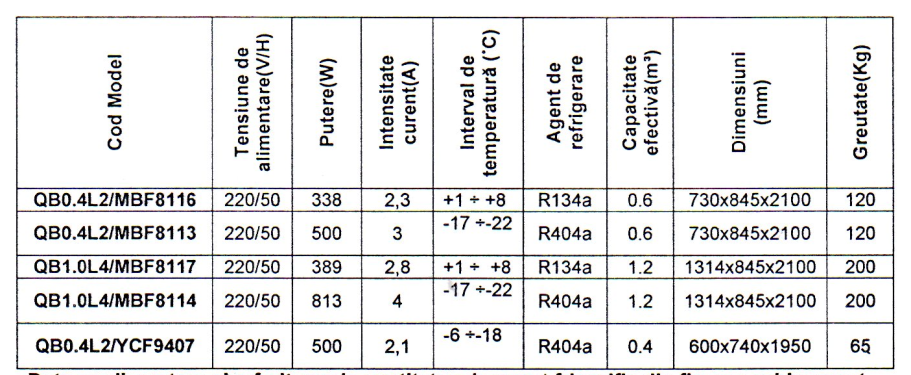 Cod Model | Tensiune de alimentare(V/H) | Putere(W) | Intensitate curent(A) | Interval de temperatură (˚C) | Agent de refrigerare | Capacitate efectivă(m³) | Dimensiuni (mm) | Greutate(Kg)
QB0.4L2/MBF8116 | 220/50 | 338 | 2,3 | +1 ÷ +8 | R134a | 0.6 | 730x845x2100 | 120
QB0.4L2/MBF8113 | 220/50 | 500 | 3 | -17 ÷-22 | R404a | 0.6 | 730x845x2100 | 120
QB1.0L4/MBF8117 | 220/50 | 389 | 2,8 | +1 ÷ +8 | R134a | 1.2 | 1314x845x2100 | 200
QB1.0L4/MBF8114 | 220/50 | 813 | 4 | -17 ÷-22 | R404a | 1.2 | 1314x845x2100 | 200
QB0.4L2/YCF9407 | 220/50 | 500 | 2,1 | -6 ÷-18 | R404a | 0.4 | 600x740x1950 | 65